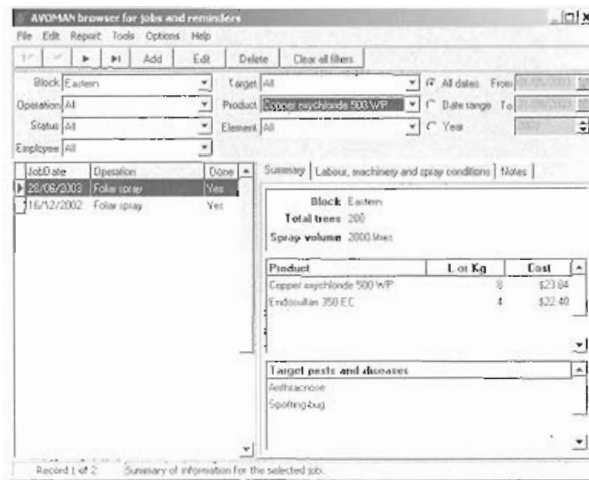 AVOMAN browser for jobs and reminders
File Edit Report Tools Options Help
Add Edit Delete Clear all filters
Block Eastern Target All All dates From
Operation All Product Copper oxychloride 500 WP Date range To
Status All Element All Year 2003
Employee All
JobDate Operation Done
26/06/2003 Foliar spray Yes
16/12/2002 Foliar spray Yes
Summary Labour, machinery and spray conditions Notes
Block Eastern
Total trees 200
Spray volume 2000 litres
Product L or Kg Cost
Copper oxychloride 500 WP 8 $23.84
Endosulfan 350 EC 4 $22.40
Target pests and diseases
Anthracnose
Spotting-bug
Record 1 of 2 Summary of information for the selected job.